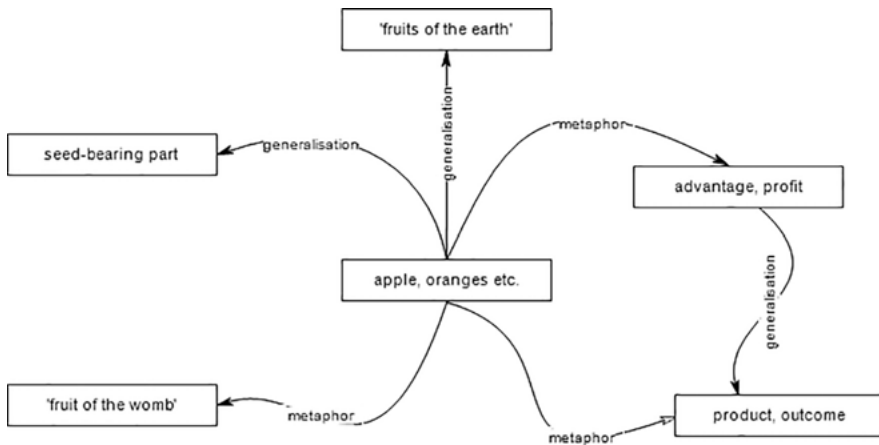 'fruits of the earth'
metaphor
generalisation
seed-bearing part
generalisation
advantage, profit
apple, oranges etc.
generalisation
'fruit of the womb'
metaphor
metaphor
product, outcome